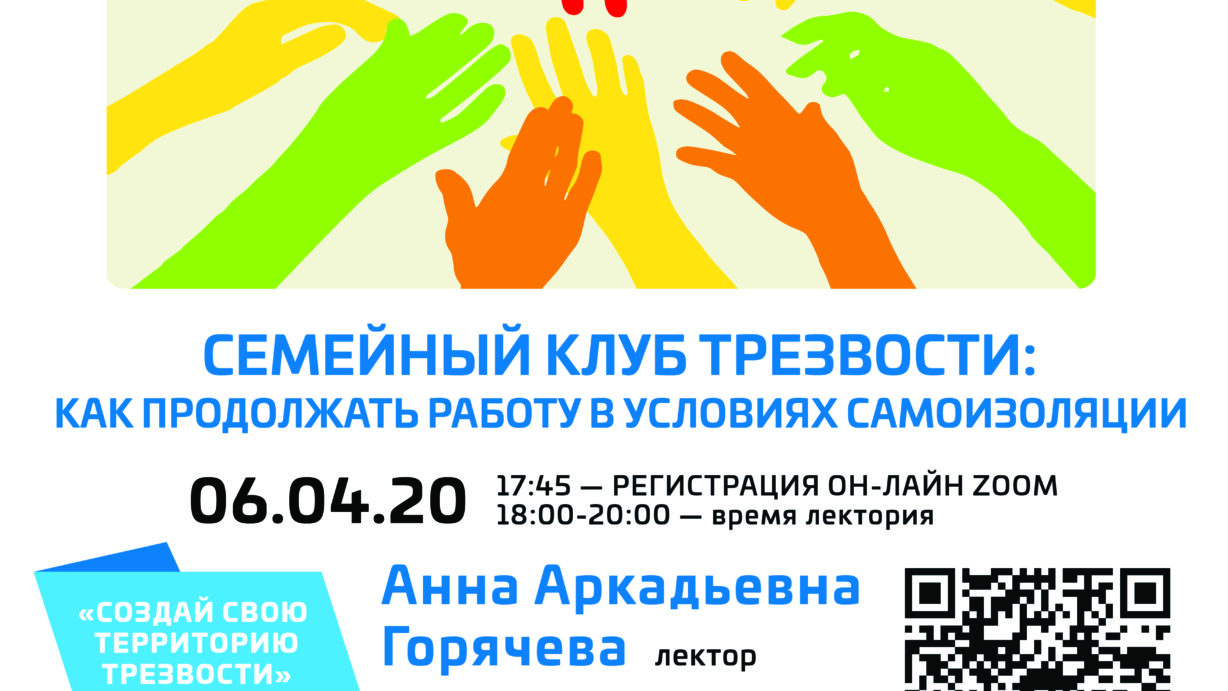 СЕМЕЙНЫЙ КЛУБ ТРЕЗВОСТИ:
КАК ПРОДОЛЖАТЬ РАБОТУ В УСЛОВИЯХ САМОИЗОЛЯЦИИ
06.04.20
17:45 — РЕГИСТРАЦИЯ ОН-ЛАЙН ZOOM
18:00-20:00 — время лектория
«СОЗДАЙ СВОЮ
ТЕРРИТОРИЮ
ТРЕЗВОСТИ»
Анна Аркадьевна
Горячева лектор